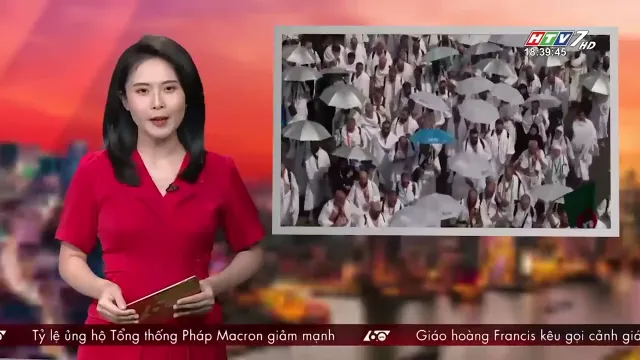 HTV7 HD
18:39:45
Tỷ lệ ủng hộ Tổng thống Pháp Macron giảm mạnh
Giáo hoàng Francis kêu gọi cảnh giá